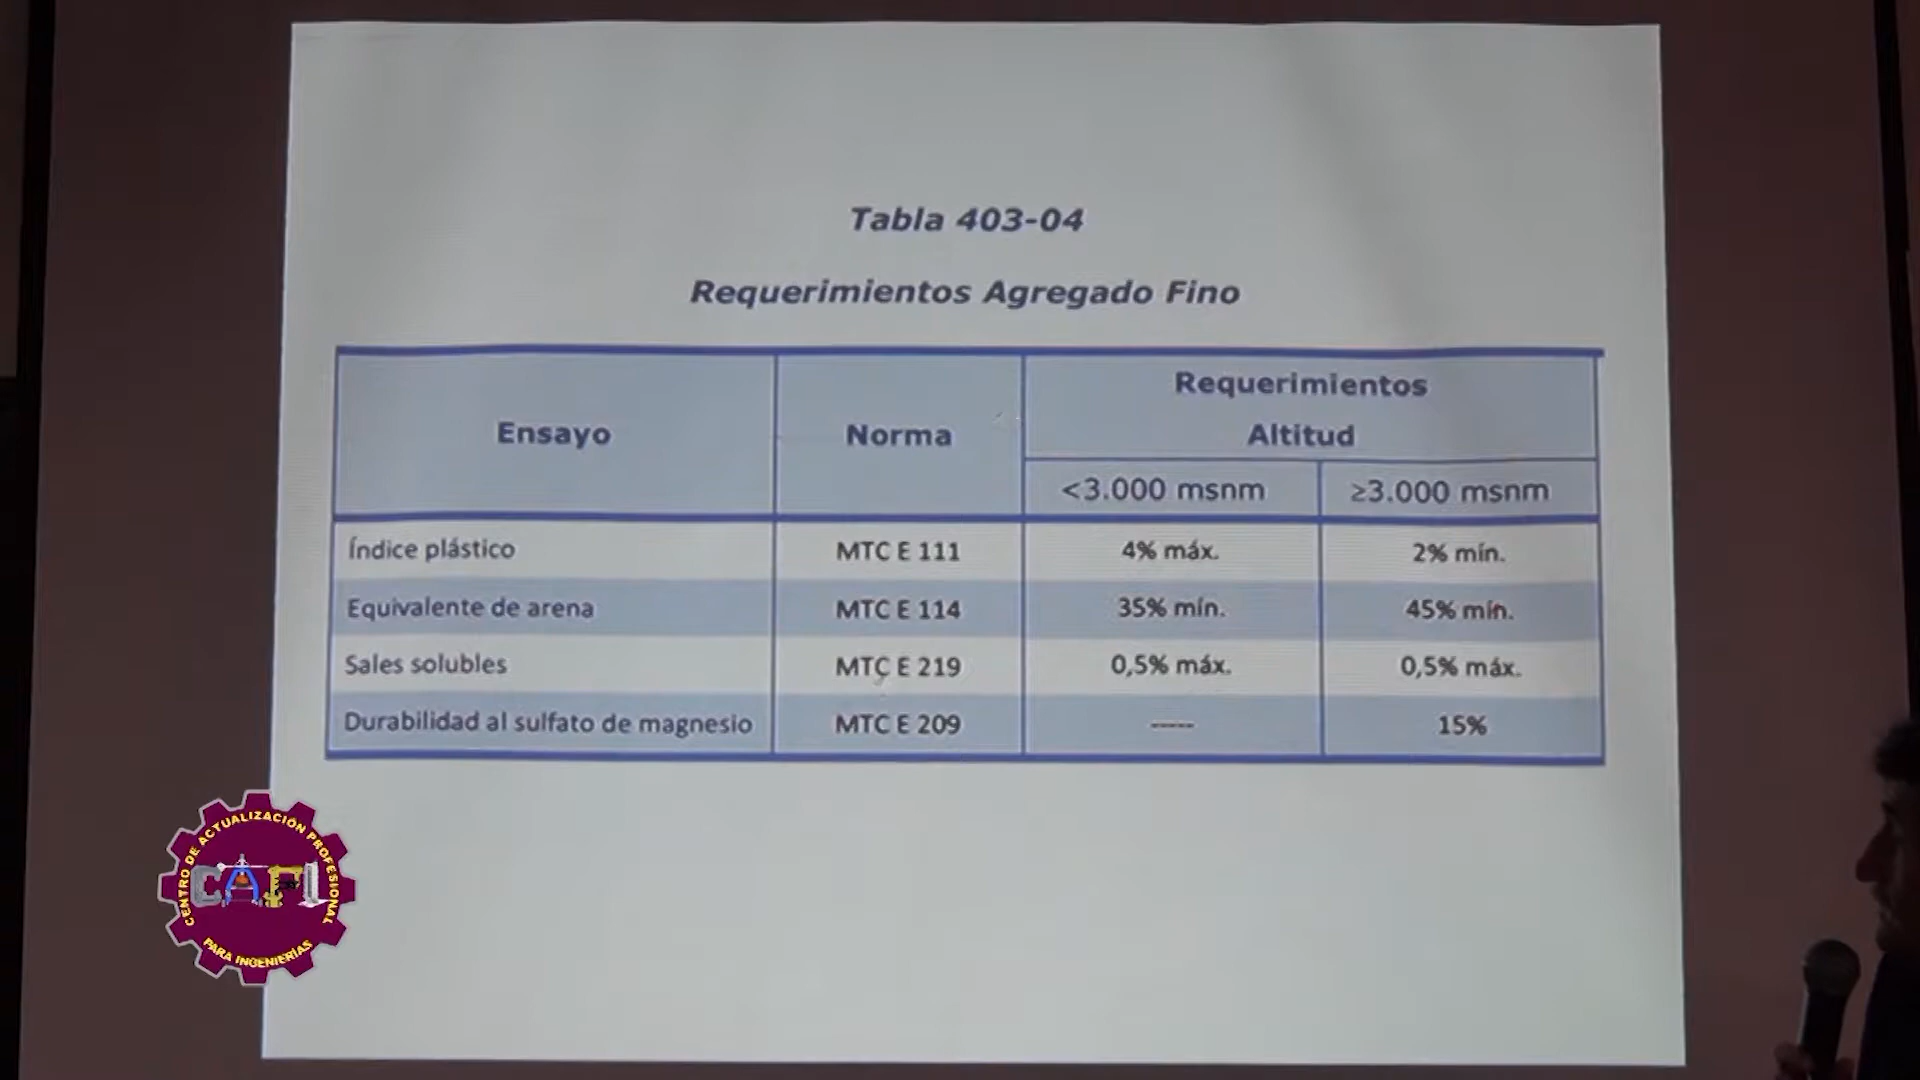 Tabla 403-04
Requerimientos Agregado Fino
Ensayo
Norma
Requerimientos
Altitud
<3.000 msnm
≥3.000 msnm
Índice plástico MTC E 111 4% máx. 2% mín.
Equivalente de arena MTC E 114 35% mín. 45% mín.
Sales solubles MTC E 219 0,5% máx. 0,5% máx.
Durabilidad al sulfato de magnesio MTC E 209 ----- 15%
CENTRO DE ACTUALIZACIÓN PROFESIONAL
CAPI
PARA INGENIERÍAS